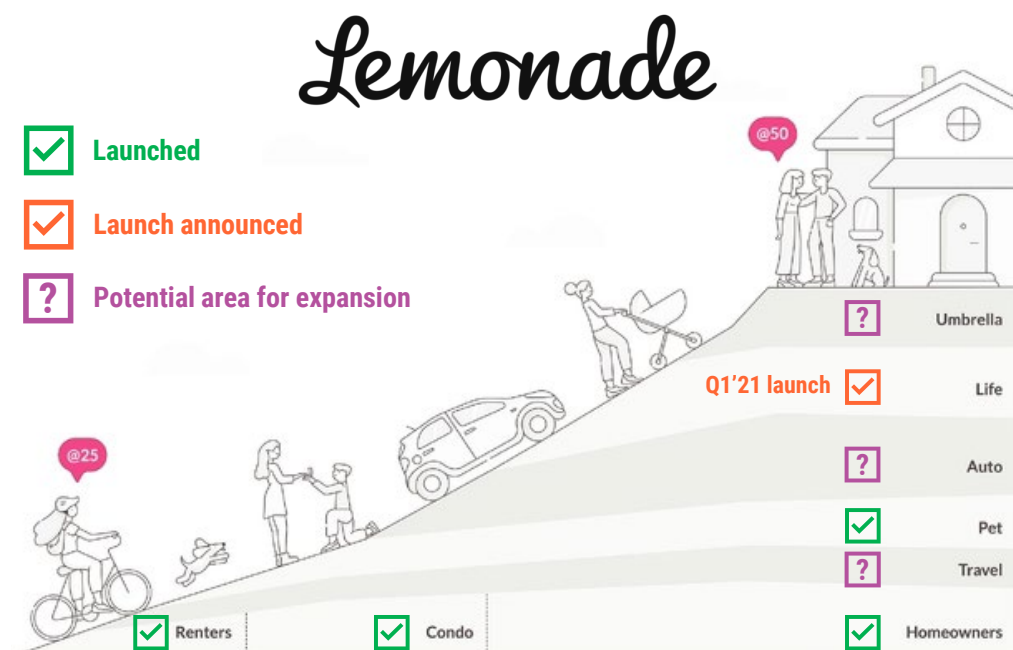 Lemonade
Launched
Launch announced
? Potential area for expansion
@50
? Umbrella
Q1'21 launch Life
@25
? Auto
Pet
? Travel
Renters Condo Homeowners